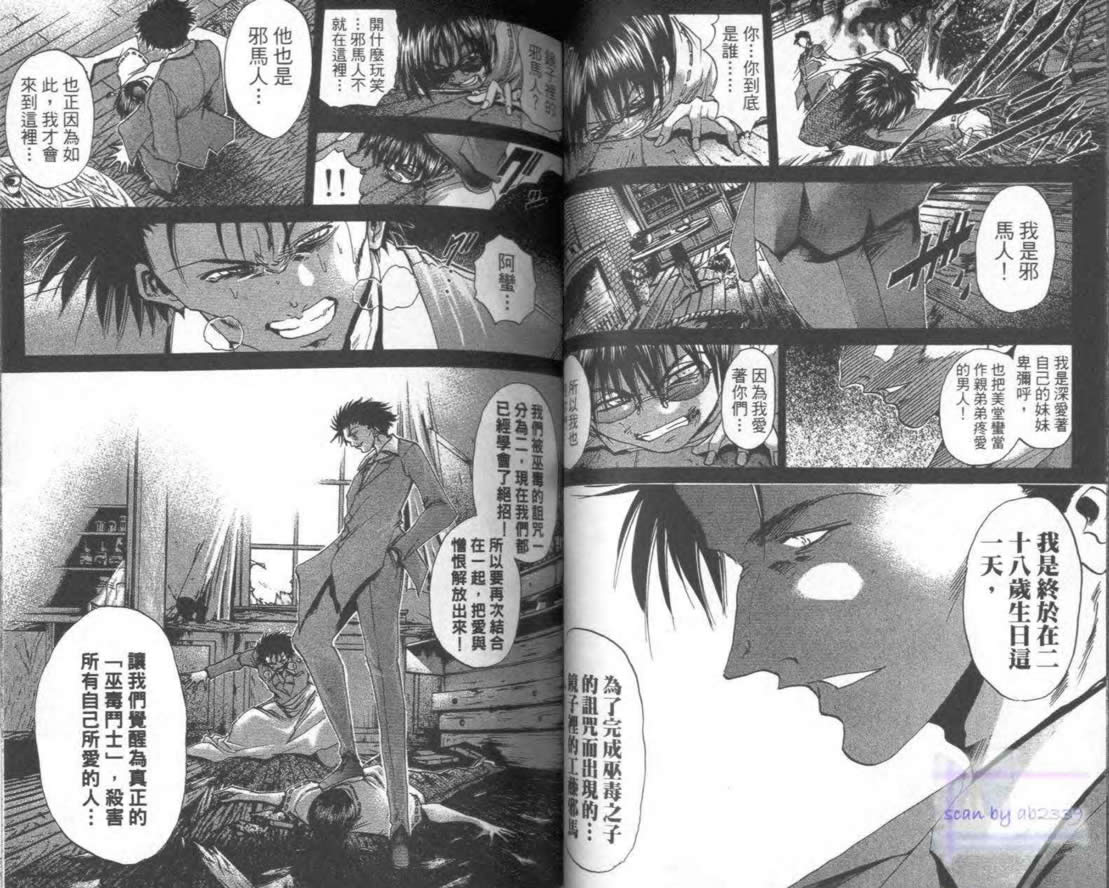 你…你到底
是誰……
我是邪
馬人！
我是深愛著
自己的妹妹
卑彌呼，
也把美堂蠻當
作親弟弟疼愛
的男人！
因為我愛
著你們…
所以我也
我是終於在二
十八歲生日這
一天，
為了完成巫毒之子
的詛咒而出現的…
鏡子裡的工藤邪馬
鏡子裡的
邪馬人？
開什麼玩笑
…邪馬人不
就在這裡…
他也是
邪馬人…
也正因為如
此，我才會
來到這裡…
!!
阿蠻…
我們被巫毒的詛咒一
分為二，現在我們都
已經學會了絕招！
所以要再次結合
在一起，把愛與
憎恨解放出來！
讓我們覺醒為真正的
「巫毒鬥士」，殺害
所有自己所愛的人…
scan by ab2339